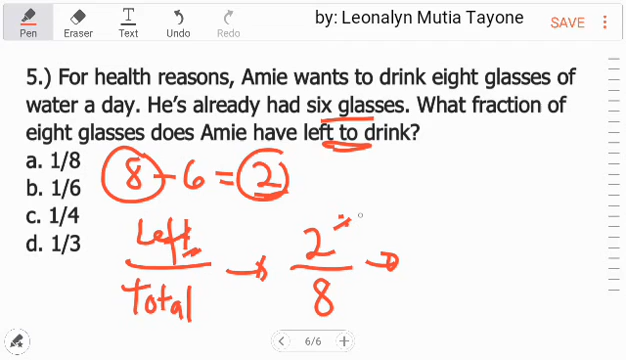 by: Leonalyn Mutia Tayone
Pen Eraser Text Undo Redo SAVE
5.) For health reasons, Amie wants to drink eight glasses of
water a day. He's already had six glasses. What fraction of
eight glasses does Amie have left to drink?
a. 1/8
b. 1/6
c. 1/4
d. 1/3
8 - 6 = 2
Left 2
Total 8
6/6